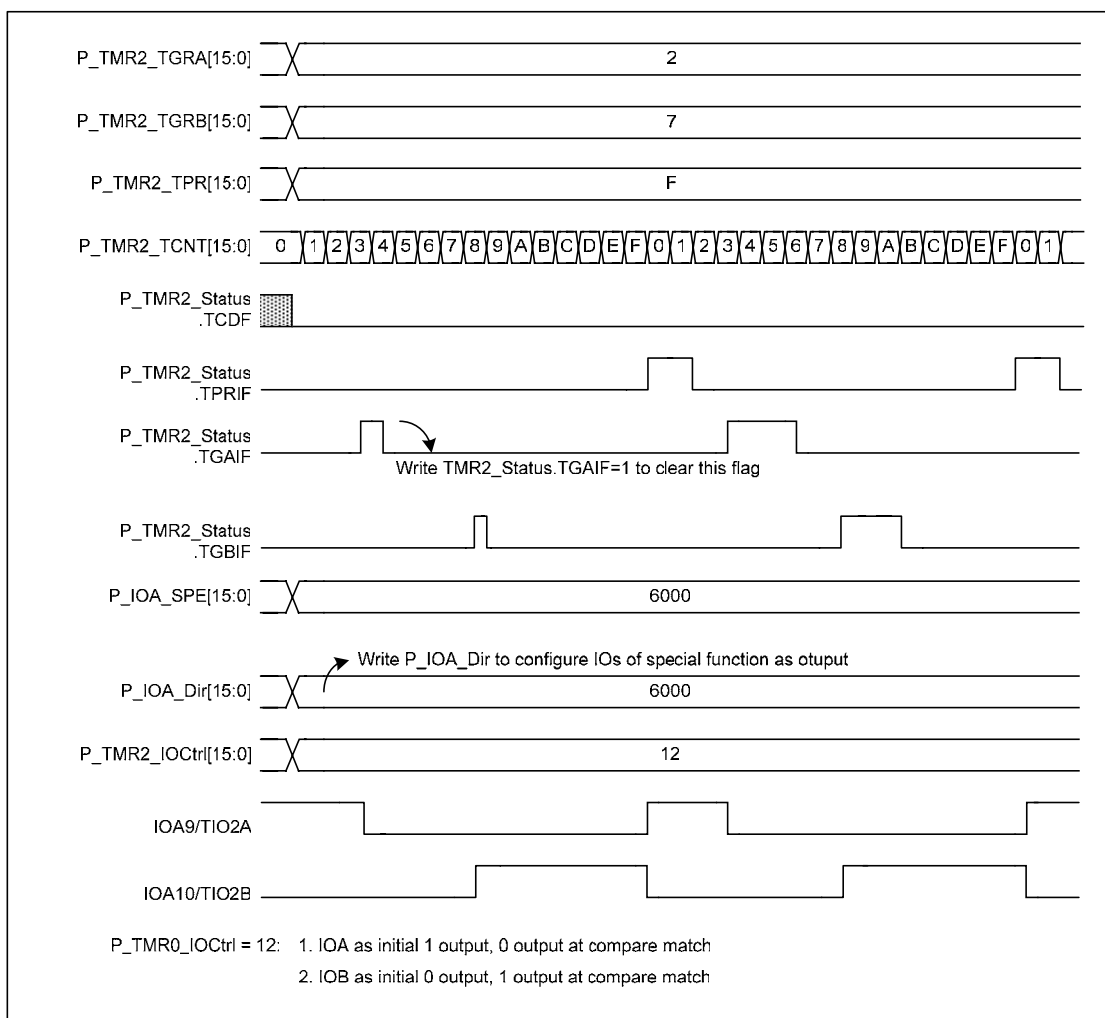 P_TMR2_TGRA[15:0] 2
P_TMR2_TGRB[15:0] 7
P_TMR2_TPR[15:0] F
P_TMR2_TCNT[15:0] 0 1 2 3 4 5 6 7 8 9 A B C D E F 0 1 2 3 4 5 6 7 8 9 A B C D E F 0 1
P_TMR2_Status
.TCDF
P_TMR2_Status
.TPRIF
P_TMR2_Status
.TGAIF
Write TMR2_Status.TGAIF=1 to clear this flag
P_TMR2_Status
.TGBIF
P_IOA_SPE[15:0] 6000
Write P_IOA_Dir to configure IOs of special function as otuput
P_IOA_Dir[15:0] 6000
P_TMR2_IOCtrl[15:0] 12
IOA9/TIO2A
IOA10/TIO2B
P_TMR0_IOCtrl = 12: 1. IOA as initial 1 output, 0 output at compare match
2. IOB as initial 0 output, 1 output at compare match